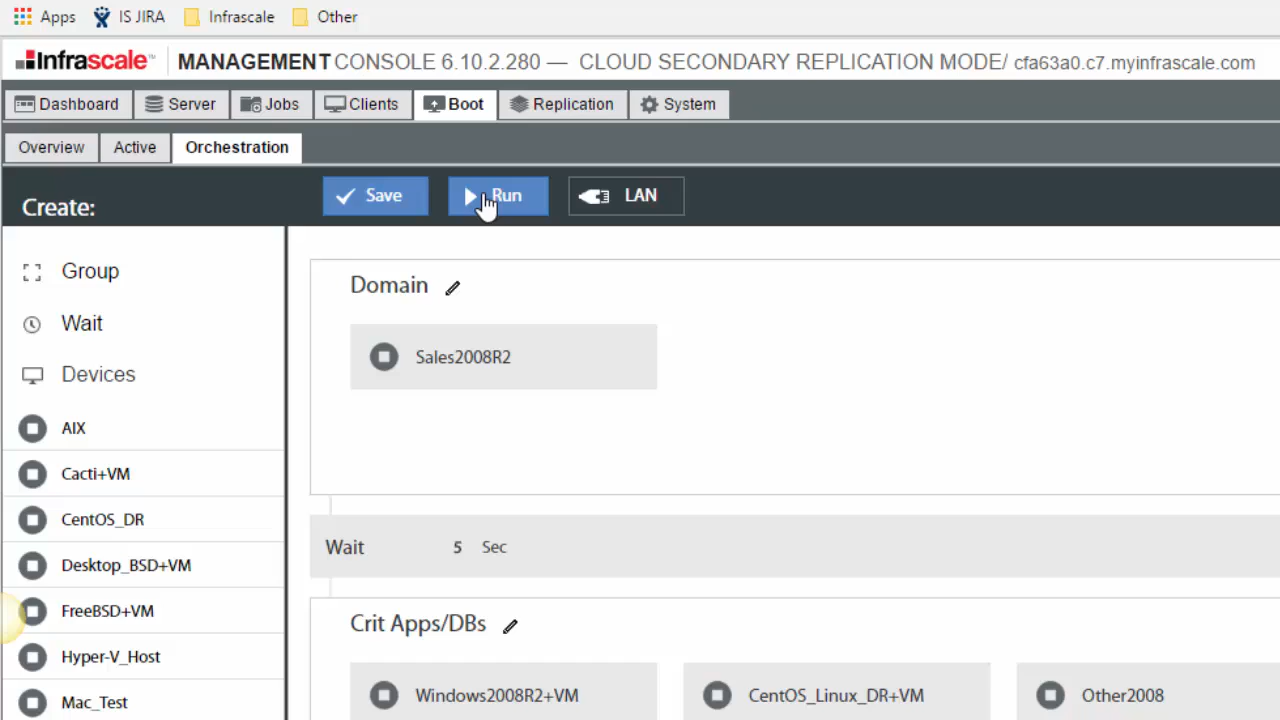 Apps IS JIRA Infrascale Other
Infrascale™ MANAGEMENT CONSOLE 6.10.2.280 — CLOUD SECONDARY REPLICATION MODE/ cfa63a0.c7.myinfrascale.com
Dashboard Server Jobs Clients Boot Replication System
Overview Active Orchestration
Create: Save Run LAN
Group
Wait
Devices
AIX
Cacti+VM
CentOS_DR
Desktop_BSD+VM
FreeBSD+VM
Hyper-V_Host
Mac_Test
Domain
Sales2008R2
Wait 5 Sec
Crit Apps/DBs
Windows2008R2+VM CentOS_Linux_DR+VM Other2008